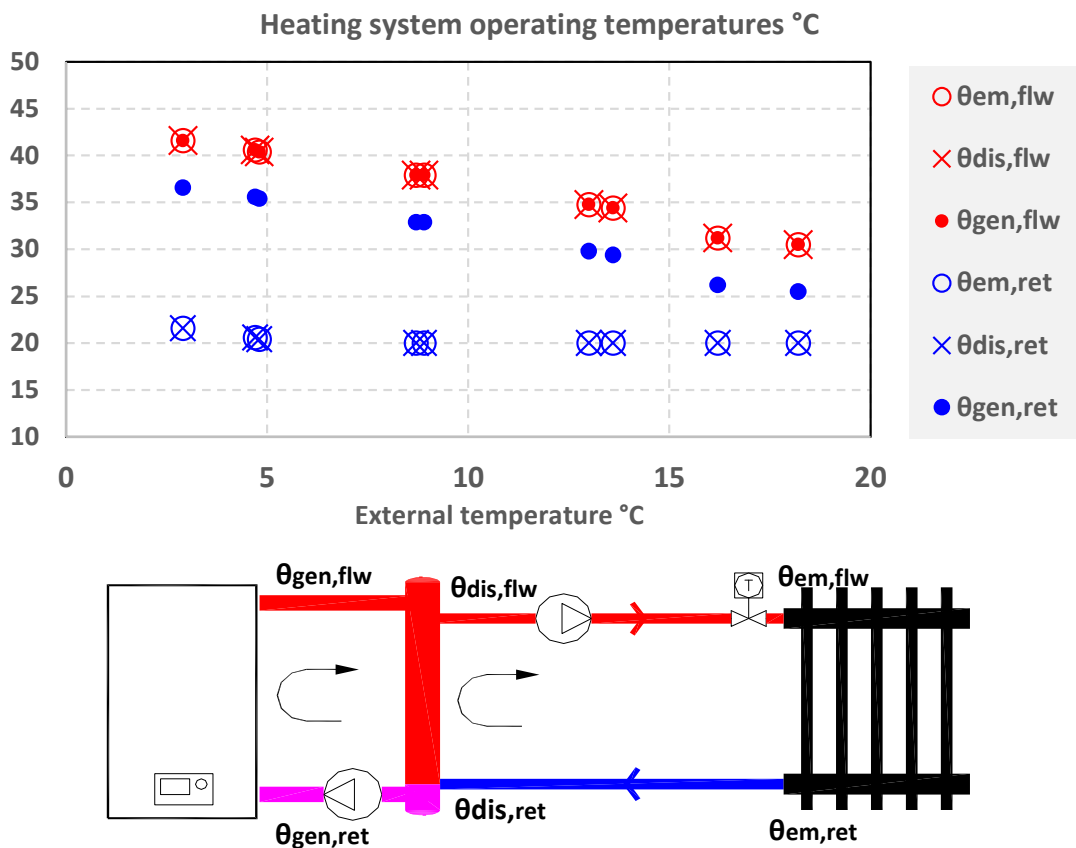 Heating system operating temperatures °C
50
45
40
35
30
25
20
15
10
0 5 10 15 20
External temperature °C
θem,flw
θdis,flw
θgen,flw
θem,ret
θdis,ret
θgen,ret
θgen,flw
θdis,flw
θem,flw
T
θgen,ret
θdis,ret
θem,ret